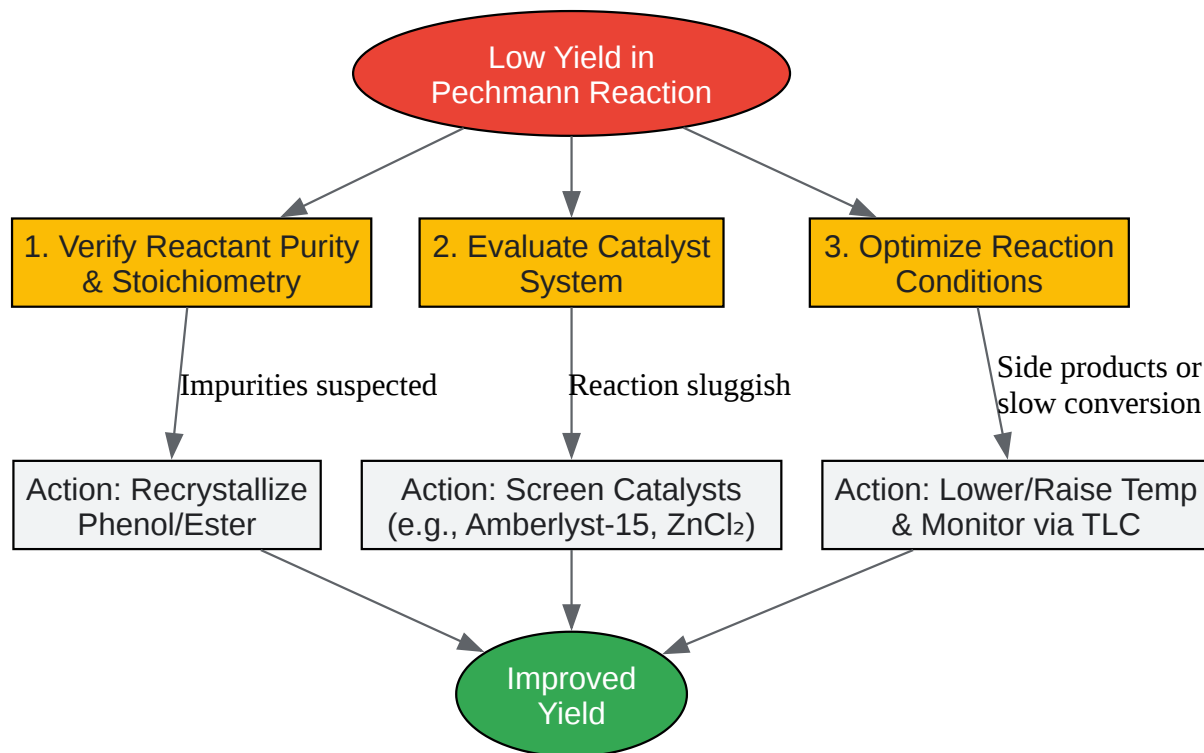 Low Yield in
Pechmann Reaction
1. Verify Reactant Purity
& Stoichiometry
2. Evaluate Catalyst
System
3. Optimize Reaction
Conditions
Impurities suspected
Reaction sluggish
Side products or
slow conversion
Action: Recrystallize
Phenol/Ester
Action: Screen Catalysts
(e.g., Amberlyst-15, ZnCl₂)
Action: Lower/Raise Temp
& Monitor via TLC
Improved
Yield